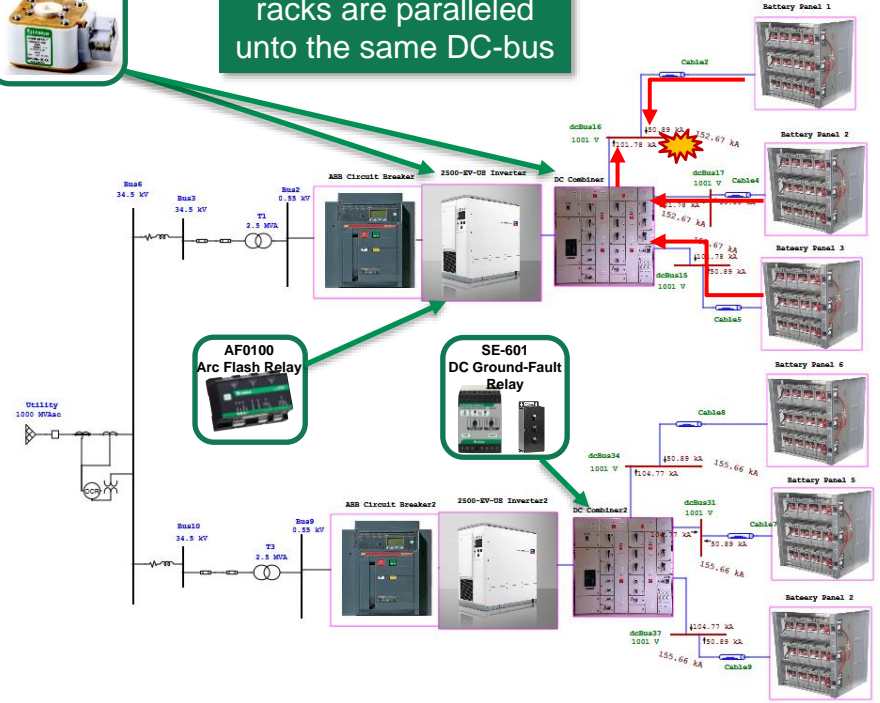 racks are paralleled
unto the same DC-bus
Battery Panel 1
Cable2
50.89 kA
152.67 kA
dcBus16
1001 V
101.78 kA
Battery Panel 2
dcBus17
1001 V
Cable4
152.67 kA
Bateery Panel 3
101.78 kA
50.89 kA
dcBus15
1001 V
Cable5
Bus6
34.5 kV
Bus3
34.5 kV
T1
2.5 MVA
Bus2
0.55 kV
ABB Circuit Breaker
2500-EV-US Inverter
DC Combiner
AF0100
Arc Flash Relay
SE-601
DC Ground-Fault
Relay
Utility
1000 MVAsc
OCR
Battery Panel 6
Cable8
50.89 kA
155.66 kA
dcBus34
1001 V
104.77 kA
Battery Panel 5
dcBus31
1001 V
Cable7
50.89 kA
155.66 kA
Bus10
34.5 kV
T3
2.5 MVA
Bus9
0.55 kV
ABB Circuit Breaker2
2500-EV-US Inverter2
DC Combiner2
Bateery Panel 2
104.77 kA
50.89 kA
dcBus37
1001 V
155.66 kA
Cable9